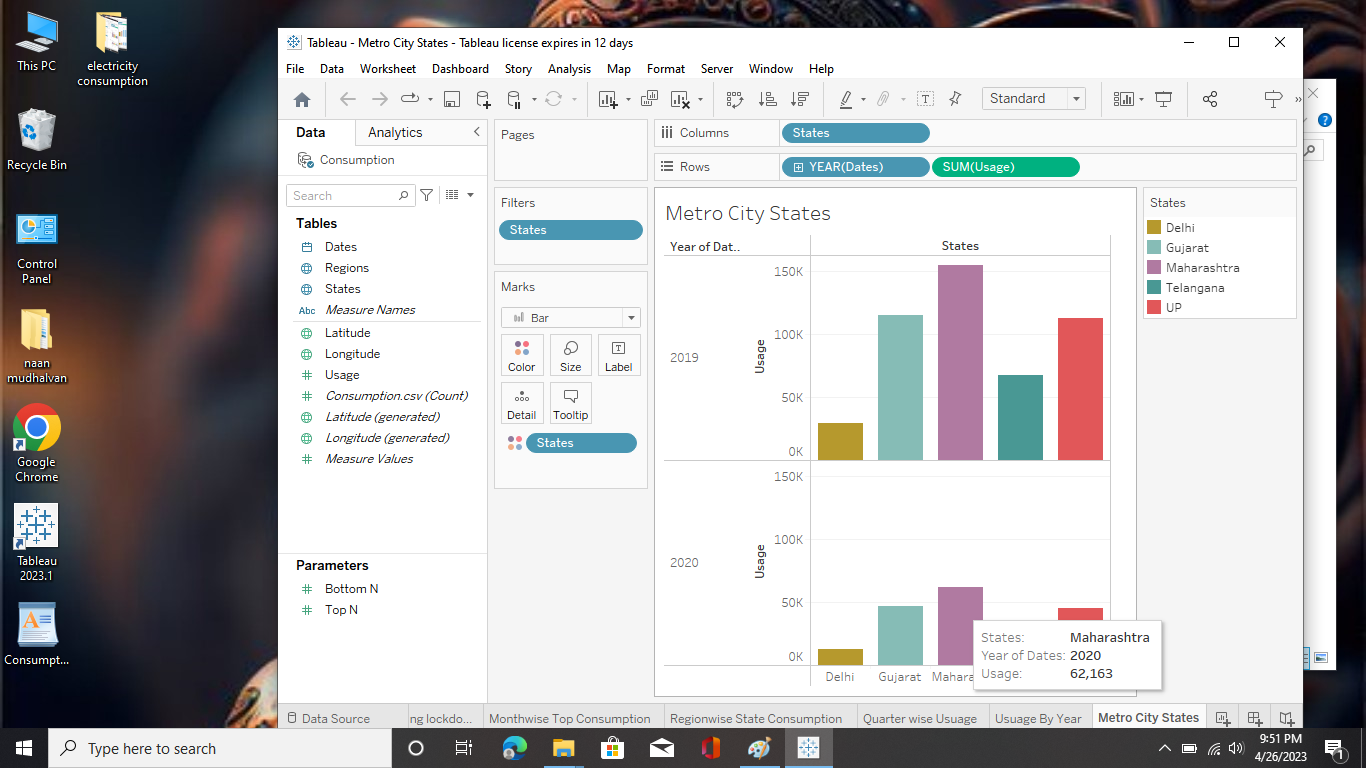 This PC
electricity
consumption
Recycle Bin
Control
Panel
naan
mudhalvan
Google
Chrome
Tableau
2023.1
Consumpt...
Tableau - Metro City States - Tableau license expires in 12 days
File Data Worksheet Dashboard Story Analysis Map Format Server Window Help
Standard
Data Analytics
Consumption
Search
Tables
Dates
Regions
States
Abc Measure Names
Latitude
Longitude
Usage
Consumption.csv (Count)
Latitude (generated)
Longitude (generated)
Measure Values
Parameters
Bottom N
Top N
Pages
Filters
States
Marks
Bar
Color Size Label
Detail Tooltip
States
Columns States
Rows YEAR(Dates) SUM(Usage)
Metro City States
Year of Dat.. States
2019
Usage
150K
100K
50K
0K
2020
Usage
150K
100K
50K
0K
Delhi Gujarat Mahara
States: Maharashtra
Year of Dates: 2020
Usage: 62,163
States
Delhi
Gujarat
Maharashtra
Telangana
UP
Data Source ng lockdo... Monthwise Top Consumption Regionwise State Consumption Quarter wise Usuage Usuage By Year Metro City States
Type here to search
9:51 PM
4/26/2023
1